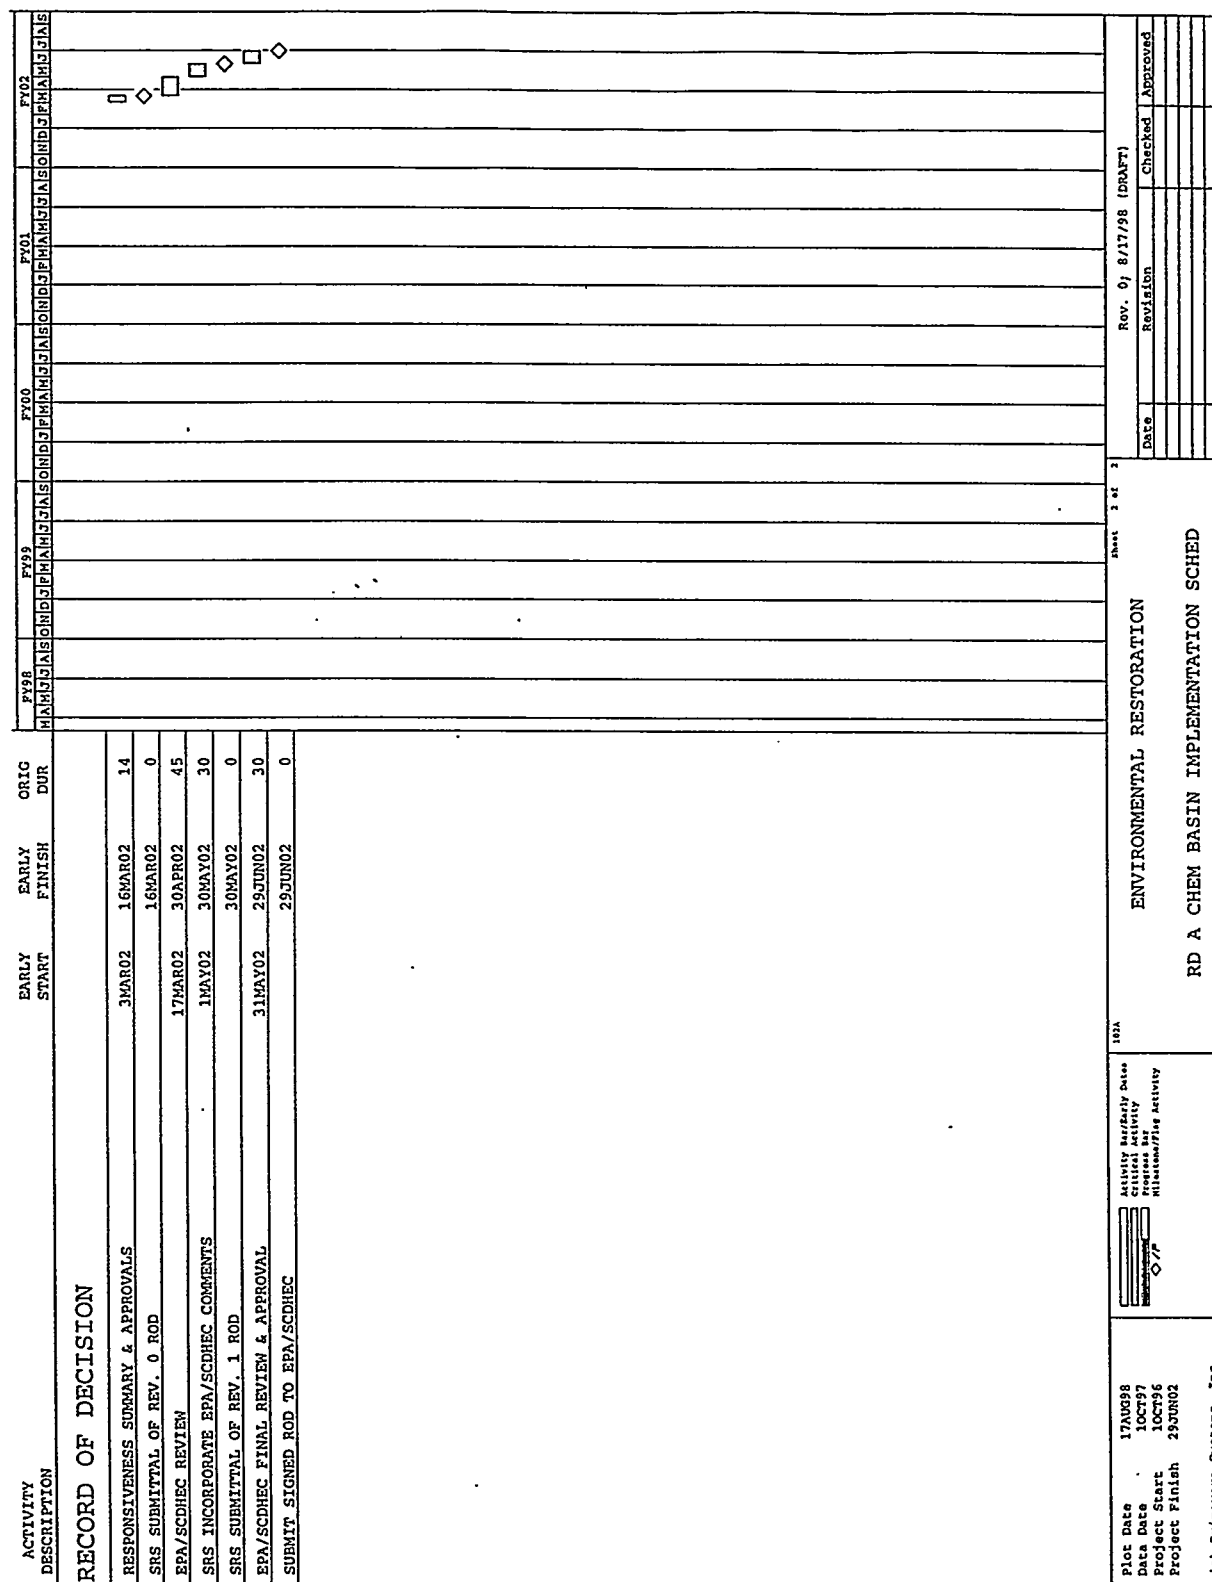 ACTIVITY DESCRIPTION EARLY START EARLY FINISH ORIG DUR
FY98 FY99 FY00 FY01 FY02
M A M J J A S O N D J F M A M J J A S O N D J F M A M J J A S O N D J F M A M J J A S O N D J F M A M J J A S
RECORD OF DECISION
RESPONSIVENESS SUMMARY & APPROVALS 3MAR02 16MAR02 14
SRS SUBMITTAL OF REV. 0 ROD 16MAR02 0
EPA/SCDHEC REVIEW 17MAR02 30APR02 45
SRS INCORPORATE EPA/SCDHEC COMMENTS 1MAY02 30MAY02 30
SRS SUBMITTAL OF REV. 1 ROD 30MAY02 0
EPA/SCDHEC FINAL REVIEW & APPROVAL 31MAY02 29JUN02 30
SUBMIT SIGNED ROD TO EPA/SCDHEC 29JUN02 0
Plot Date 17AUG98
Data Date 1OCT97
Project Start 1OCT96
Project Finish 29JUN02
Activity Bar/Early Dates
Critical Activity
Progress Bar
Milestone/Flag Activity
102A
ENVIRONMENTAL RESTORATION
RD A CHEM BASIN IMPLEMENTATION SCHED
Sheet 2 of 2
Rev. 0; 8/17/98 (DRAFT)
Date Revision Checked Approved